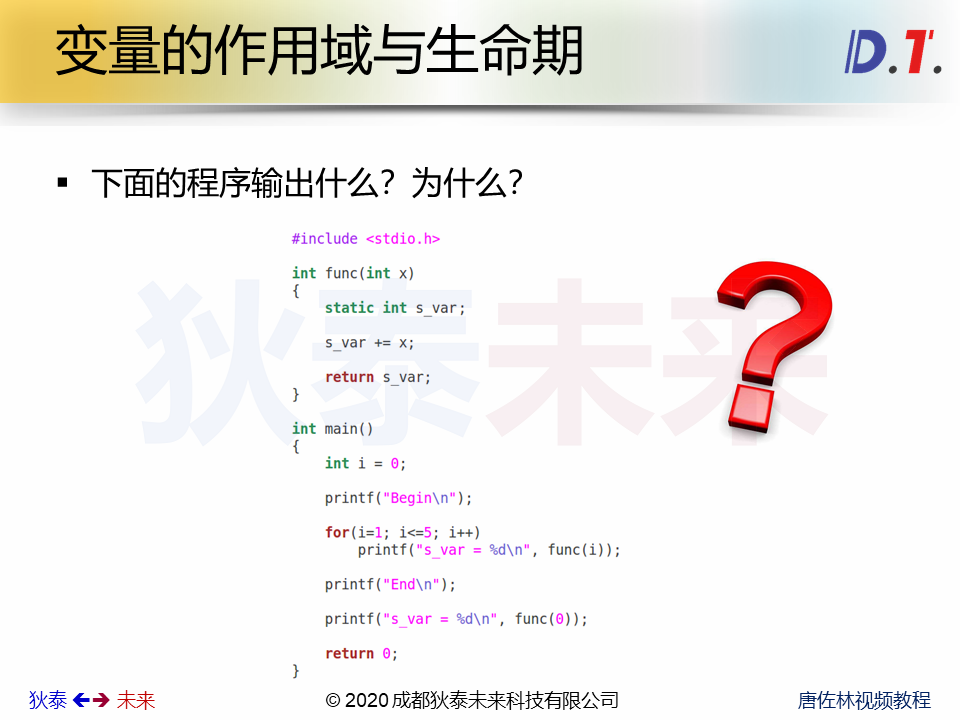 变量的作用域与生命期
D.T.
▪ 下面的程序输出什么？为什么？
#include <stdio.h>
int func(int x)
{
    static int s_var;
    s_var += x;
    return s_var;
}
int main()
{
    int i = 0;
    printf("Begin\n");
    for(i=1; i<=5; i++)
        printf("s_var = %d\n", func(i));
    printf("End\n");
    printf("s_var = %d\n", func(0));
    return 0;
}
狄泰未来
狄泰 未来
© 2020 成都狄泰未来科技有限公司
唐佐林视频教程